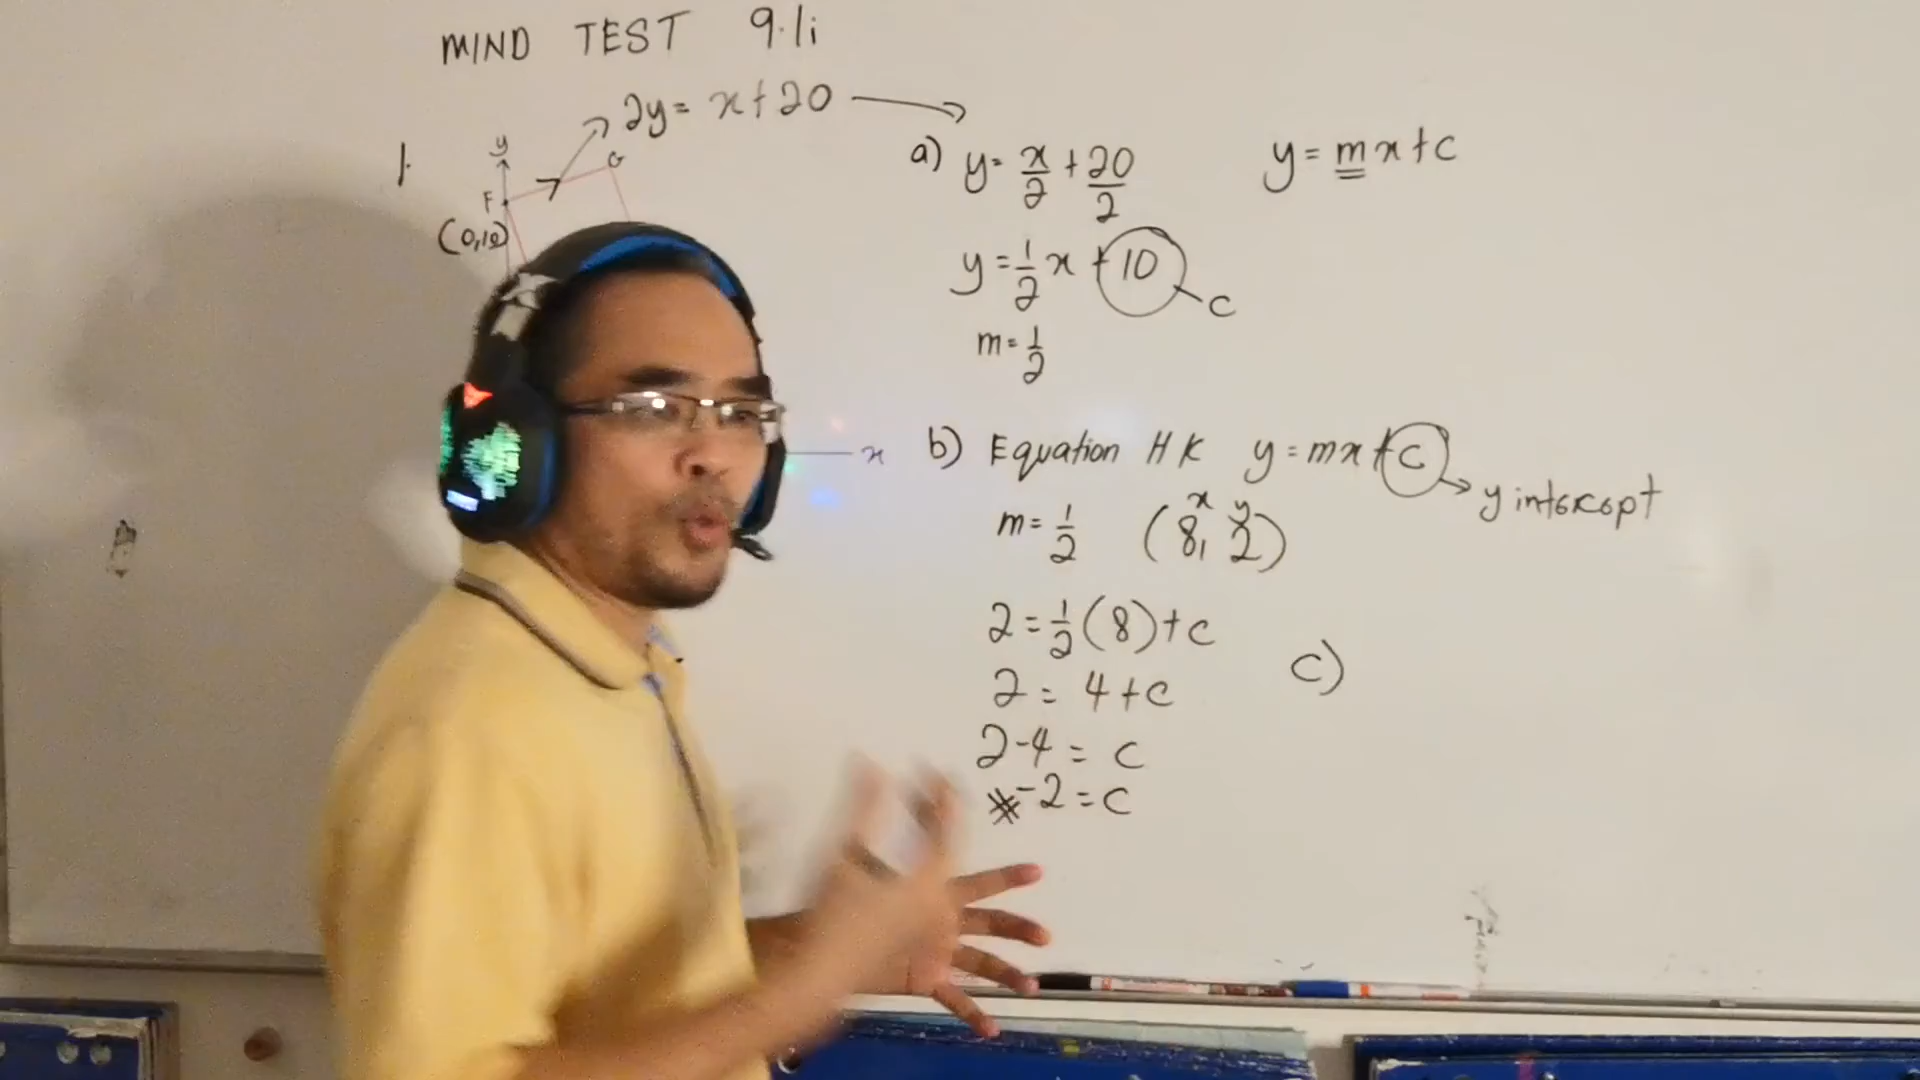 MIND TEST 9.1i
2y = x + 20
1.
y
G
F
(0,10)
x
a) y = x/2 + 20/2
y = mx + c
y = 1/2 x + 10
c
m = 1/2
b) Equation HK y = mx + c
y intercept
m = 1/2
x y
(8, 2)
2 = 1/2 (8) + c
2 = 4 + c
2 - 4 = c
-2 = c
c)